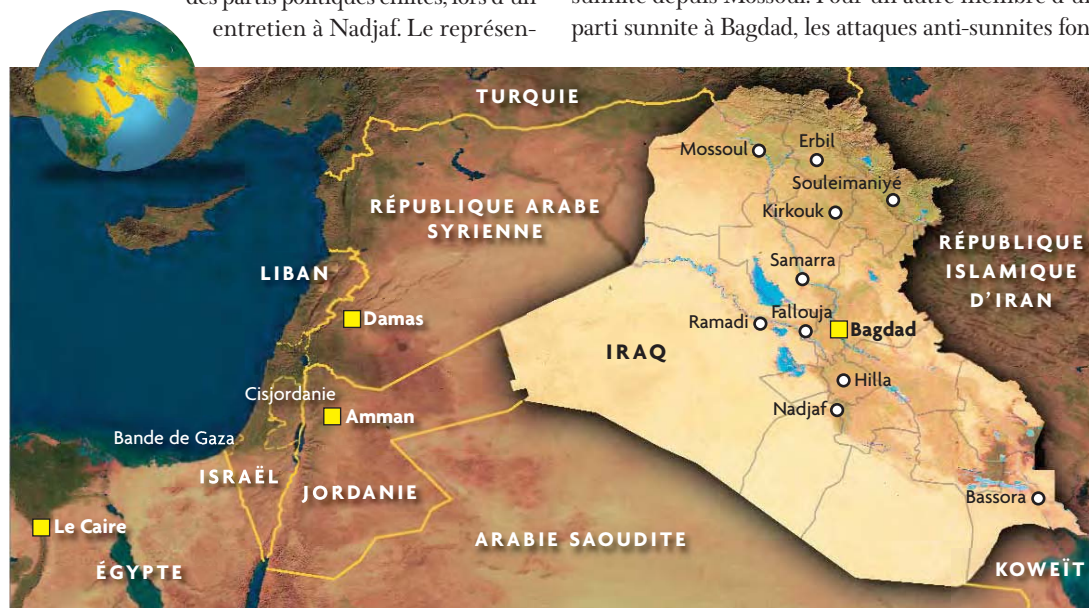 des partis politiques chiites, lors d'un
entretien à Nadjaf. Le représen-
sunnite depuis Mossoul. Pour un autre membre d'un
parti sunnite à Bagdad, les attaques anti-sunnites font
TURQUIE
Mossoul
Erbil
Souleimaniyé
Kirkouk
RÉPUBLIQUE ARABE
SYRIENNE
RÉPUBLIQUE
ISLAMIQUE
D'IRAN
LIBAN
Samarra
Damas
Ramadi
Fallouja
Bagdad
IRAQ
Hilla
Cisjordanie
Amman
Nadjaf
Bande de Gaza
ISRAËL
JORDANIE
Bassora
Le Caire
ARABIE SAOUDITE
ÉGYPTE
KOWEÏT